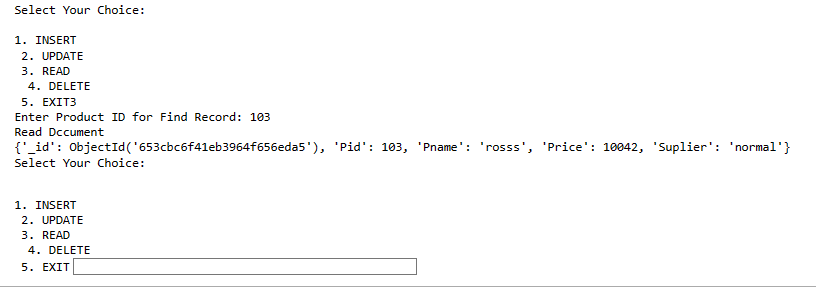 Select Your Choice:
1. INSERT
2. UPDATE
3. READ
4. DELETE
5. EXIT3
Enter Product ID for Find Record: 103
Read Dccument
{'_id': ObjectId('653cbc6f41eb3964f656eda5'), 'Pid': 103, 'Pname': 'rosss', 'Price': 10042, 'Suplier': 'normal'}
Select Your Choice:
1. INSERT
2. UPDATE
3. READ
4. DELETE
5. EXIT